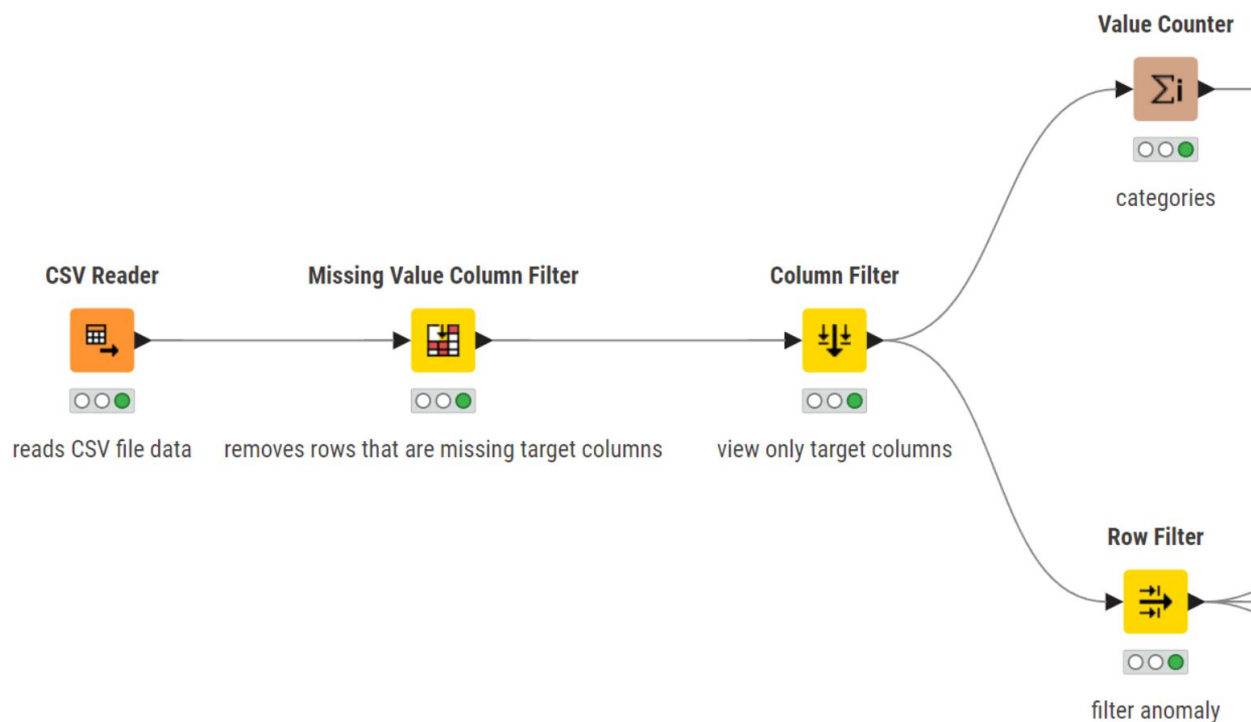 Value Counter
Σi
categories
CSV Reader
reads CSV file data
Missing Value Column Filter
removes rows that are missing target columns
Column Filter
view only target columns
Row Filter
filter anomaly